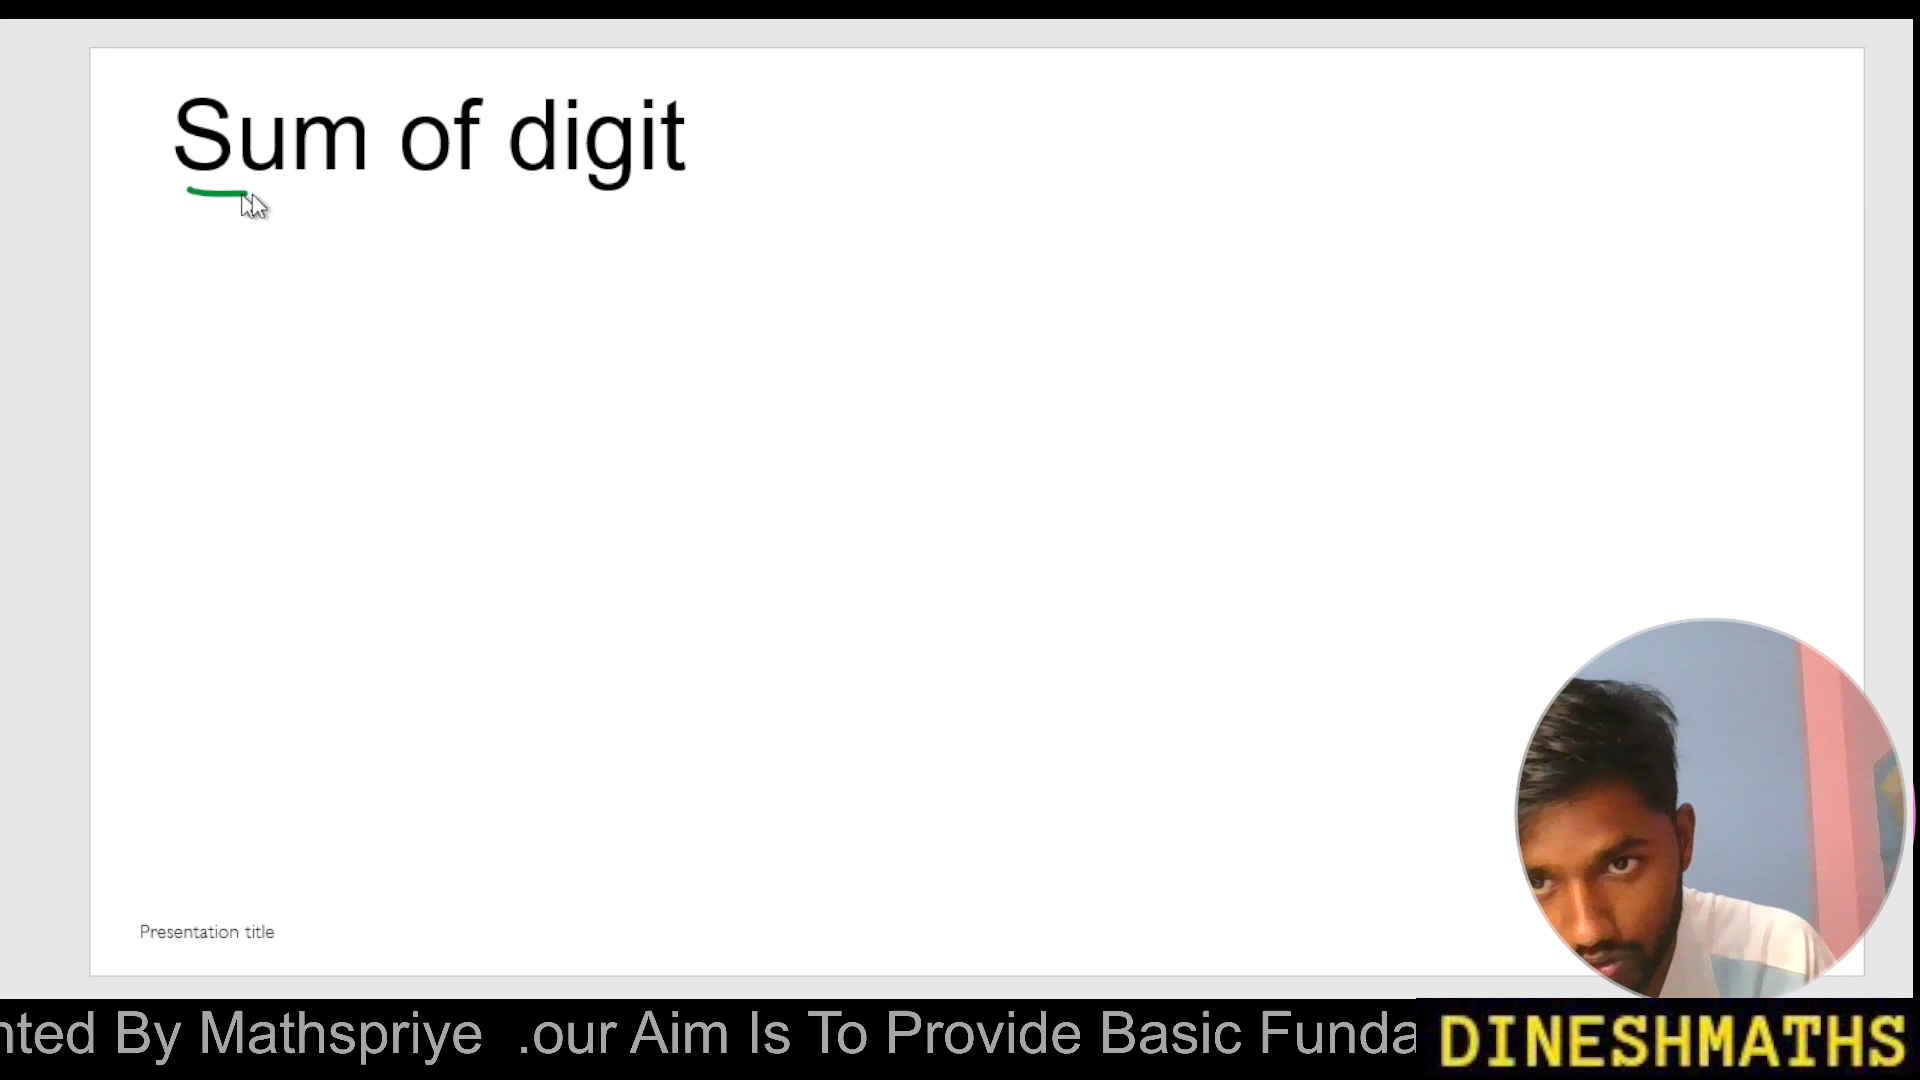 Sum of digit
Presentation title
nted By Mathspriye .our Aim Is To Provide Basic Funda
DINESHMATHS